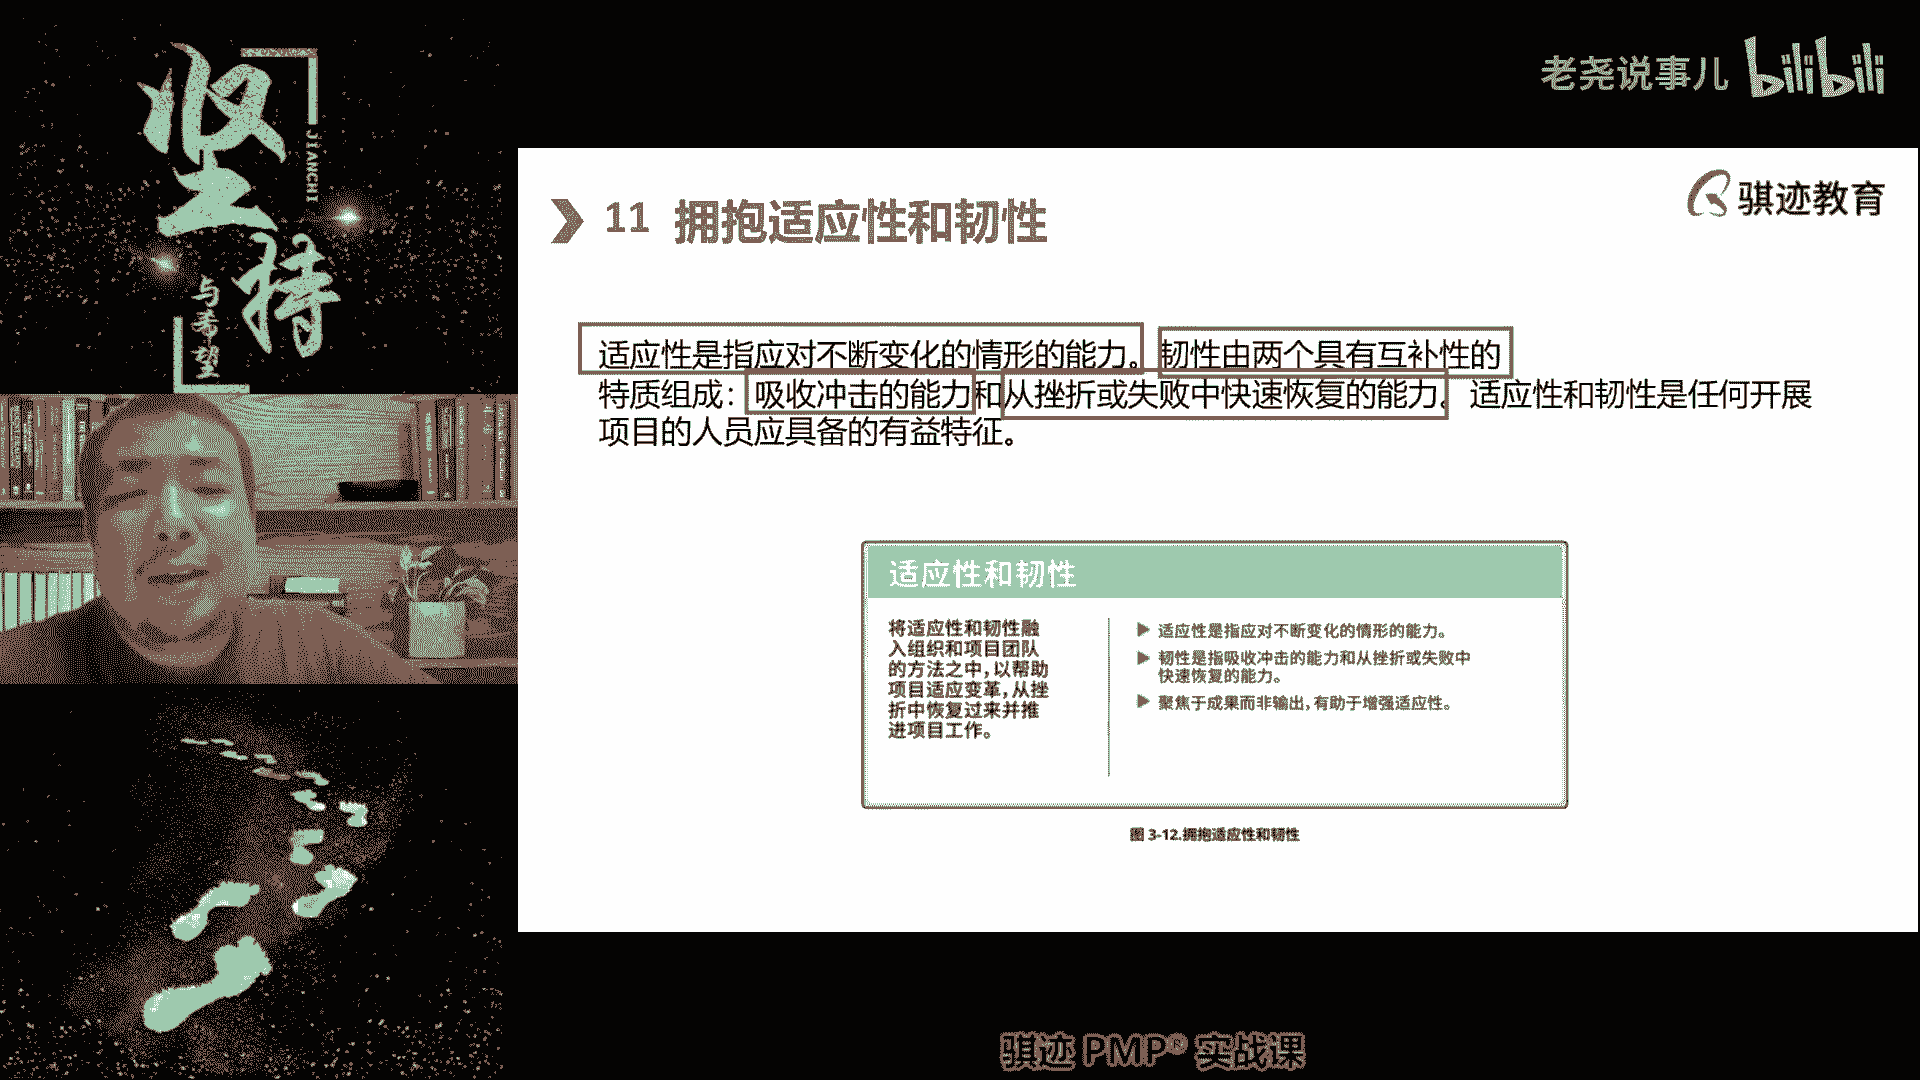 坚持
JIANCHI
与希望
老尧说事儿 bilibili
骐迹教育
11 拥抱适应性和韧性
适应性是指应对不断变化的情形的能力。韧性由两个具有互补性的
特质组成：吸收冲击的能力和从挫折或失败中快速恢复的能力。适应性和韧性是任何开展
项目的人员应具备的有益特征。
适应性和韧性
将适应性和韧性融
入组织和项目团队
的方法之中，以帮助
项目适应变革，从挫
折中恢复过来并推
进项目工作。
▶ 适应性是指应对不断变化的情形的能力。
▶ 韧性是指吸收冲击的能力和从挫折或失败中
快速恢复的能力。
▶ 聚焦于成果而非输出，有助于增强适应性。
图 3-12.拥抱适应性和韧性
骐迹 PMP® 实战课